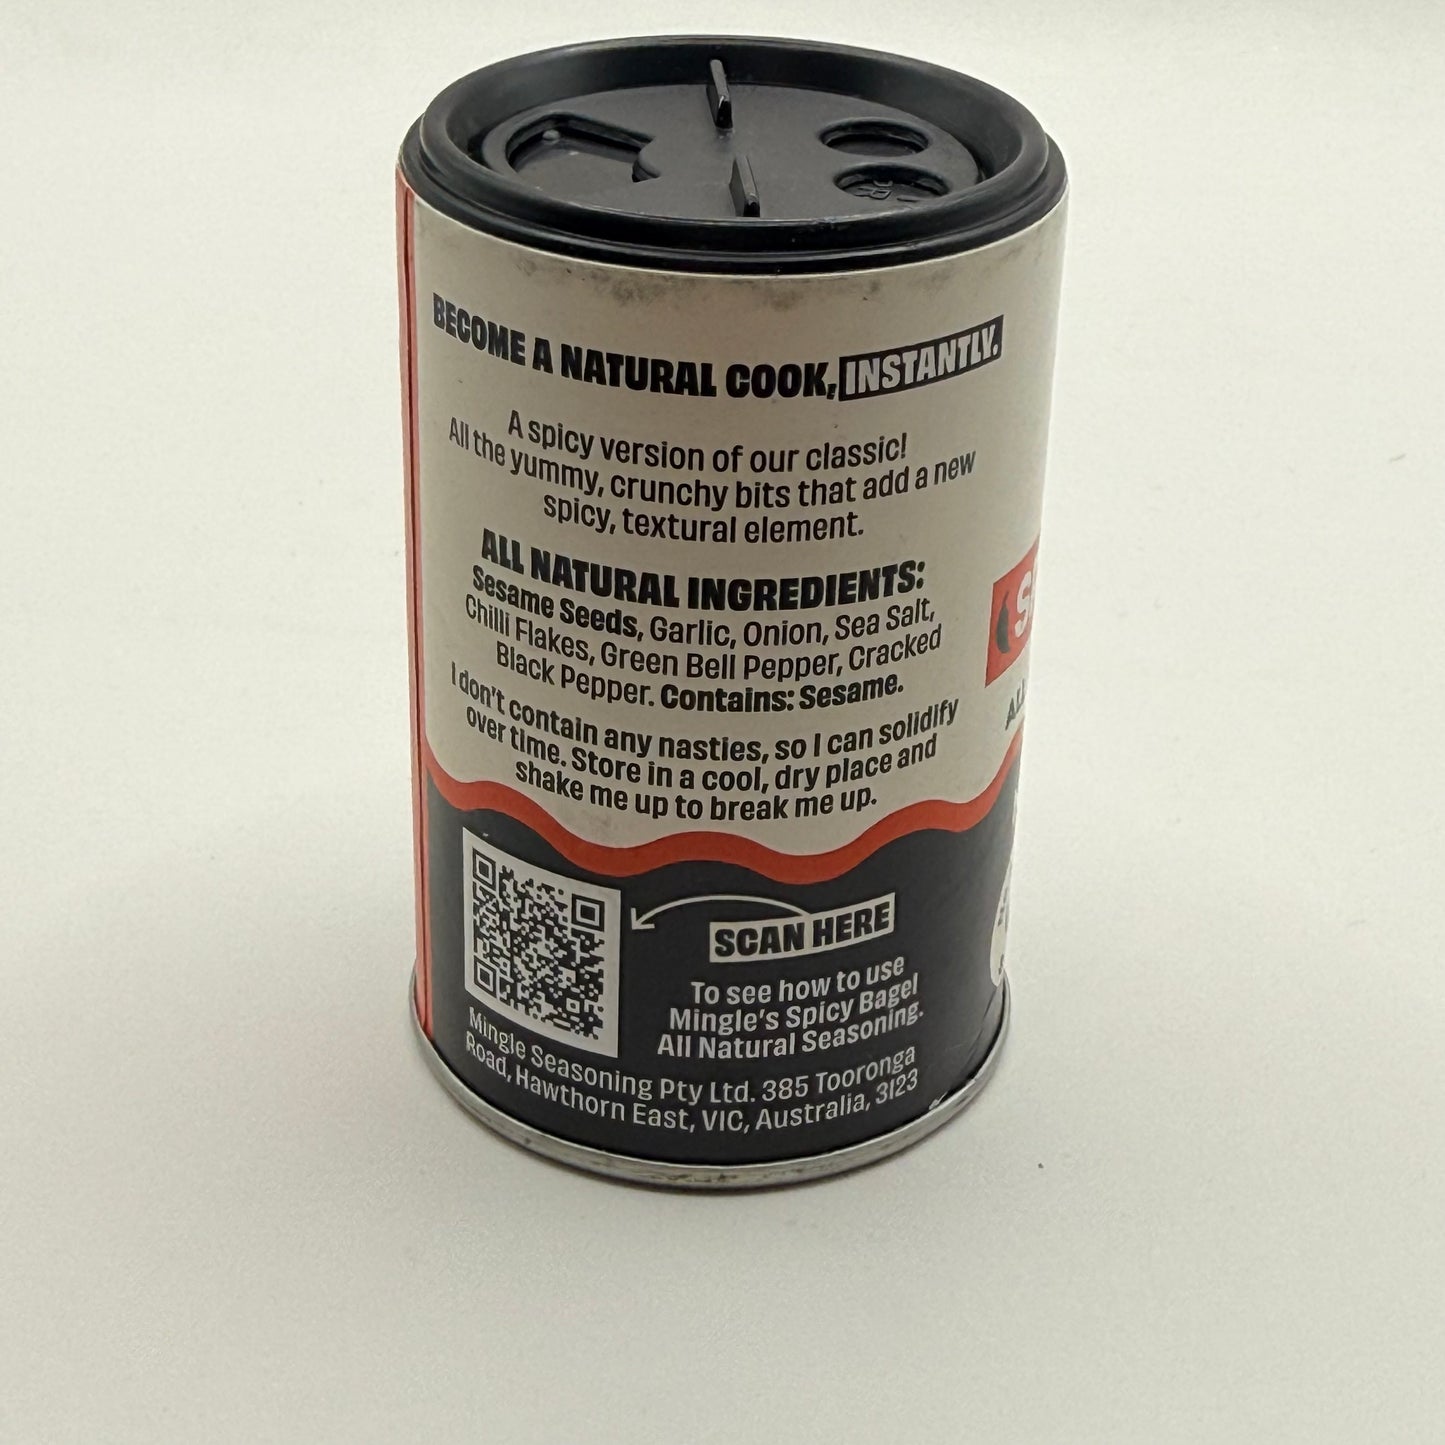 BECOME A NATURAL COOK, INSTANTLY.
A spicy version of our classic!
All the yummy, crunchy bits that add a new
spicy, textural element.
ALL NATURAL INGREDIENTS:
Sesame Seeds, Garlic, Onion, Sea Salt,
Chilli Flakes, Green Bell Pepper, Cracked
Black Pepper. Contains: Sesame.
I don't contain any nasties, so I can solidify
over time. Store in a cool, dry place and
shake me up to break me up.
SCAN HERE
To see how to use
Mingle's Spicy Bagel
All Natural Seasoning.
Mingle Seasoning Pty Ltd. 385 Tooronga
Road, Hawthorn East, VIC, Australia, 3123